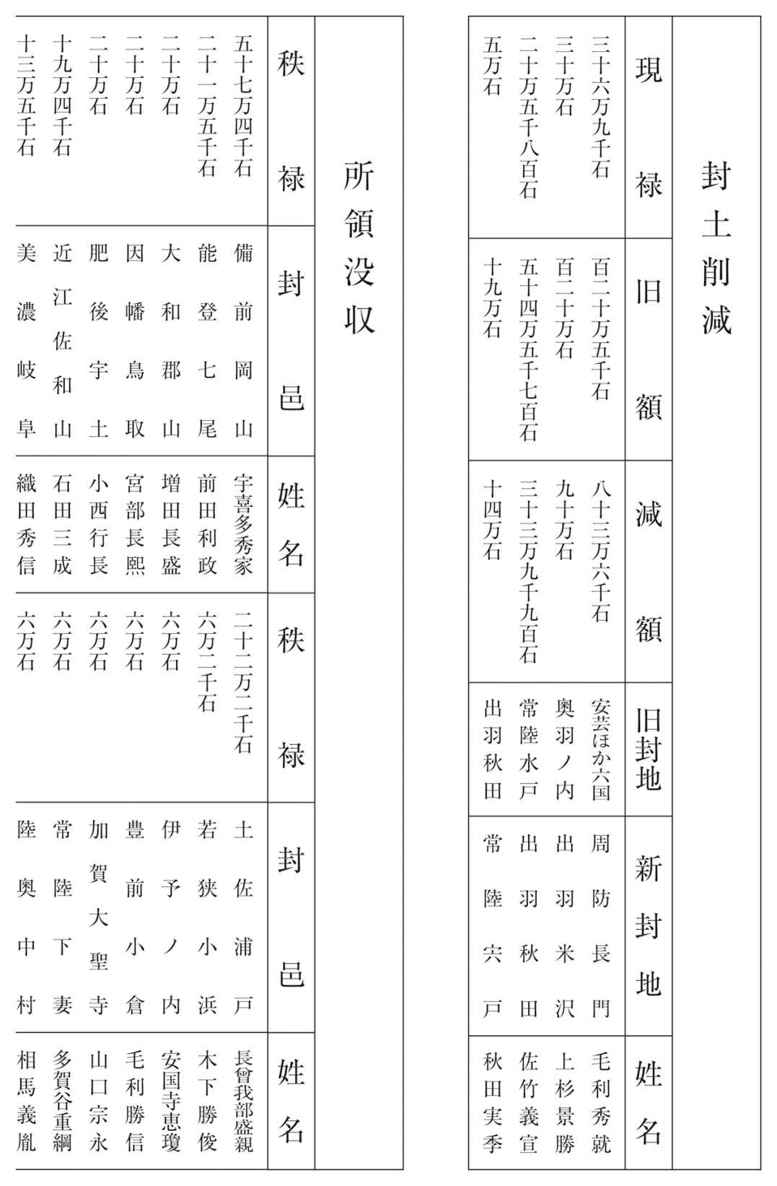 封土削減
現禄 旧額 減額 旧封地 新封地 姓名
三十六万九千石 百二十万五千石 八十三万六千石 安芸ほか六国 周防長門 毛利秀就
三十万石 百二十万石 九十万石 奥羽ノ内 出羽米沢 上杉景勝
二十万五千八百石 五十四万五千七百石 三十三万九千九百石 常陸水戸 出羽秋田 佐竹義宣
五万石 十九万石 十四万石 出羽秋田 常陸宍戸 秋田実季
所領没収
秩禄 封邑 姓名 秩禄 封邑 姓名
五十七万四千石 備前岡山 宇喜多秀家 二十二万二千石 土佐浦戸 長曾我部盛親
二十一万五千石 能登七尾 前田利政 六万二千石 若狭小浜 木下勝俊
二十万石 大和郡山 増田長盛 六万石 伊予ノ内 安国寺恵瓊
二十万石 因幡鳥取 宮部長熙 六万石 豊前小倉 毛利勝信
二十万石 肥後宇土 小西行長 六万石 加賀大聖寺 山口宗永
十九万四千石 近江佐和山 石田三成 六万石 常陸下妻 多賀谷重綱
十三万五千石 美濃岐阜 織田秀信 六万石 陸奥中村 相馬義胤